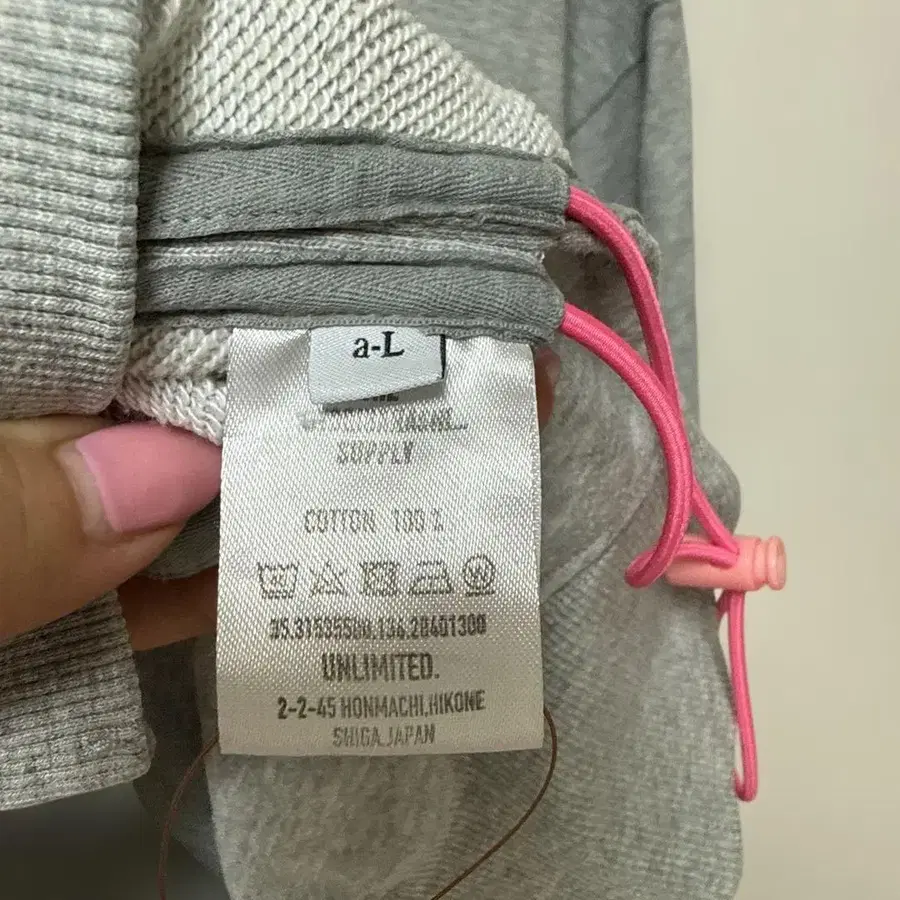 a-L
SUPPLY
COTTON 100%
W
UNLIMITED.
2-2-45 HONMACHI,HIKONE
SHIGA,JAPAN